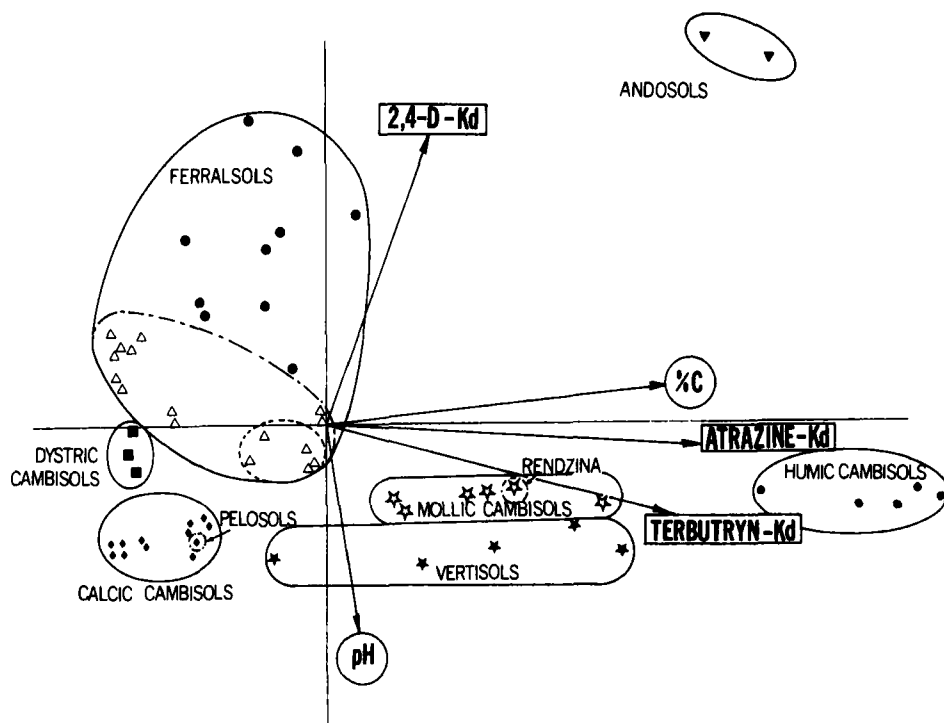 ANDOSOLS
2,4-D-Kd
FERRALSOLS
%C
ATRAZINE-Kd
DYSTRIC
CAMBISOLS
RENDZINA
HUMIC CAMBISOLS
MOLLIC CAMBISOLS
PELOSOLS
TERBUTRYN-Kd
VERTISOLS
CALCIC CAMBISOLS
pH